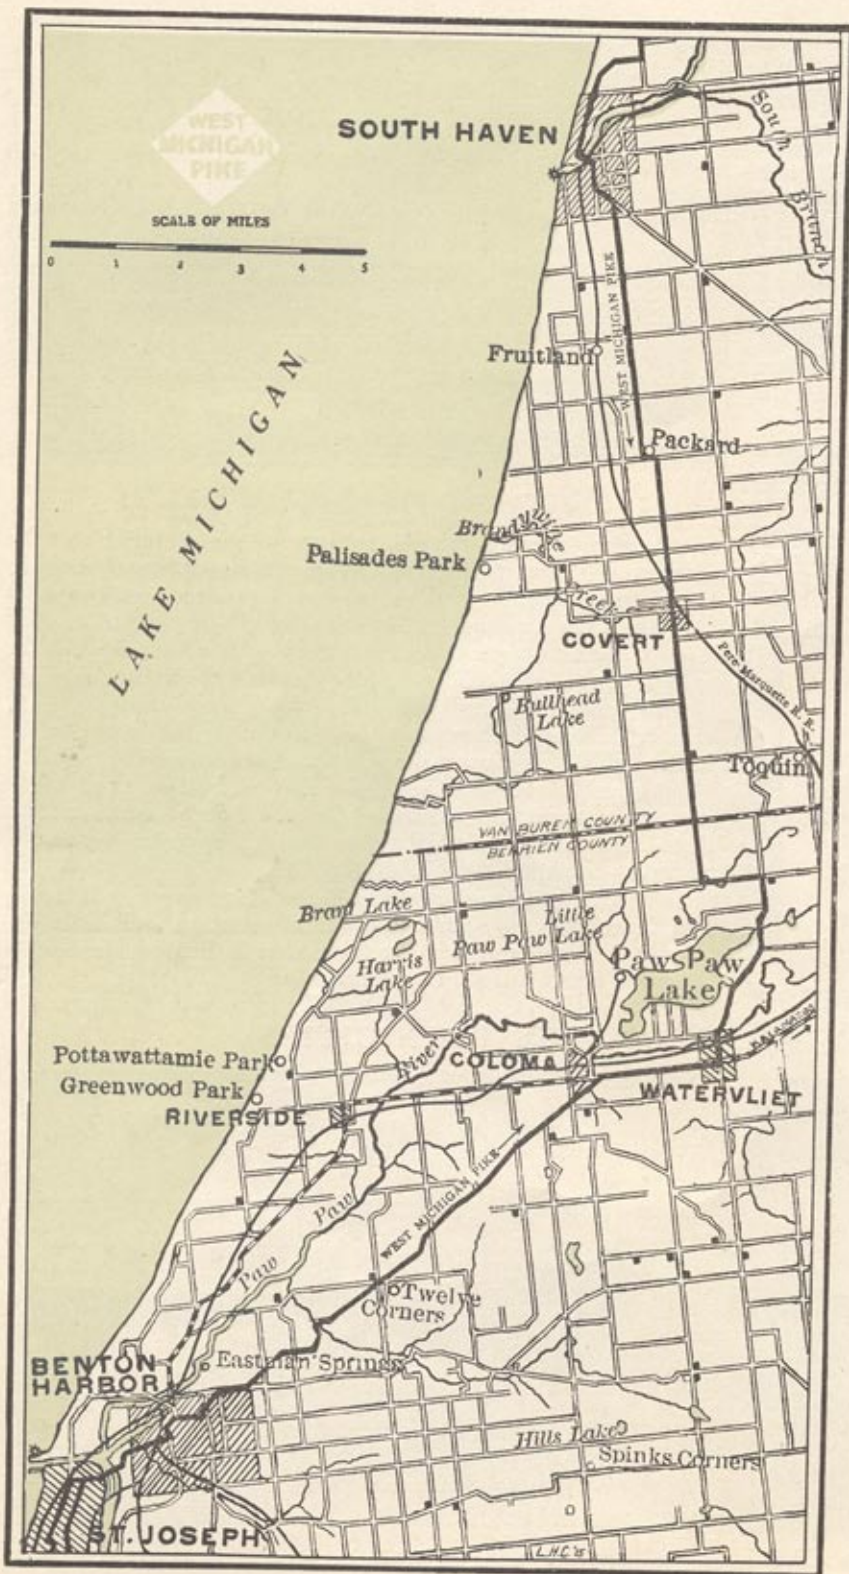 WEST
MICHIGAN
PIKE
SOUTH HAVEN
South
Branch
SCALE OF MILES
0 1 2 3 4 5
WEST MICHIGAN PIKE
Fruitland
Packard
LAKE MICHIGAN
Brandywine
Creek
Palisades Park
COVERT
Pere Marquette R. R.
Bullhead
Lake
Toquin
VAN BUREN COUNTY
BERRIEN COUNTY
Brant Lake
Little
Paw Paw Lake
Harris
Lake
Paw Paw
Lake
KALAMAZOO
Pottawattamie Park
River
COLOMA
Greenwood Park
WATERVLIET
RIVERSIDE
WEST MICHIGAN PIKE
Paw
Paw
Twelve
Corners
Eastman Springs
BENTON
HARBOR
Hills Lake
Spinks Corners
ST. JOSEPH
L.H.C. '15